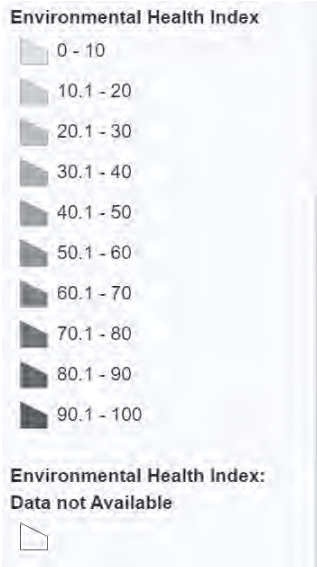 Environmental Health Index
0 - 10
10.1 - 20
20.1 - 30
30.1 - 40
40.1 - 50
50.1 - 60
60.1 - 70
70.1 - 80
80.1 - 90
90.1 - 100
Environmental Health Index:
Data not Available